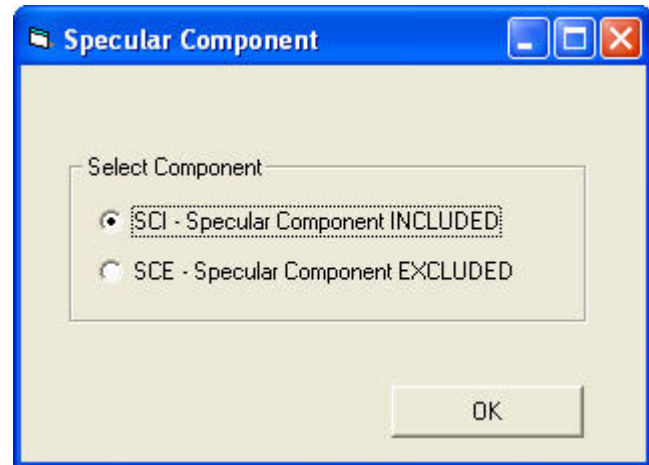 Specular Component
Select Component
SCI - Specular Component INCLUDED
SCE - Specular Component EXCLUDED
OK